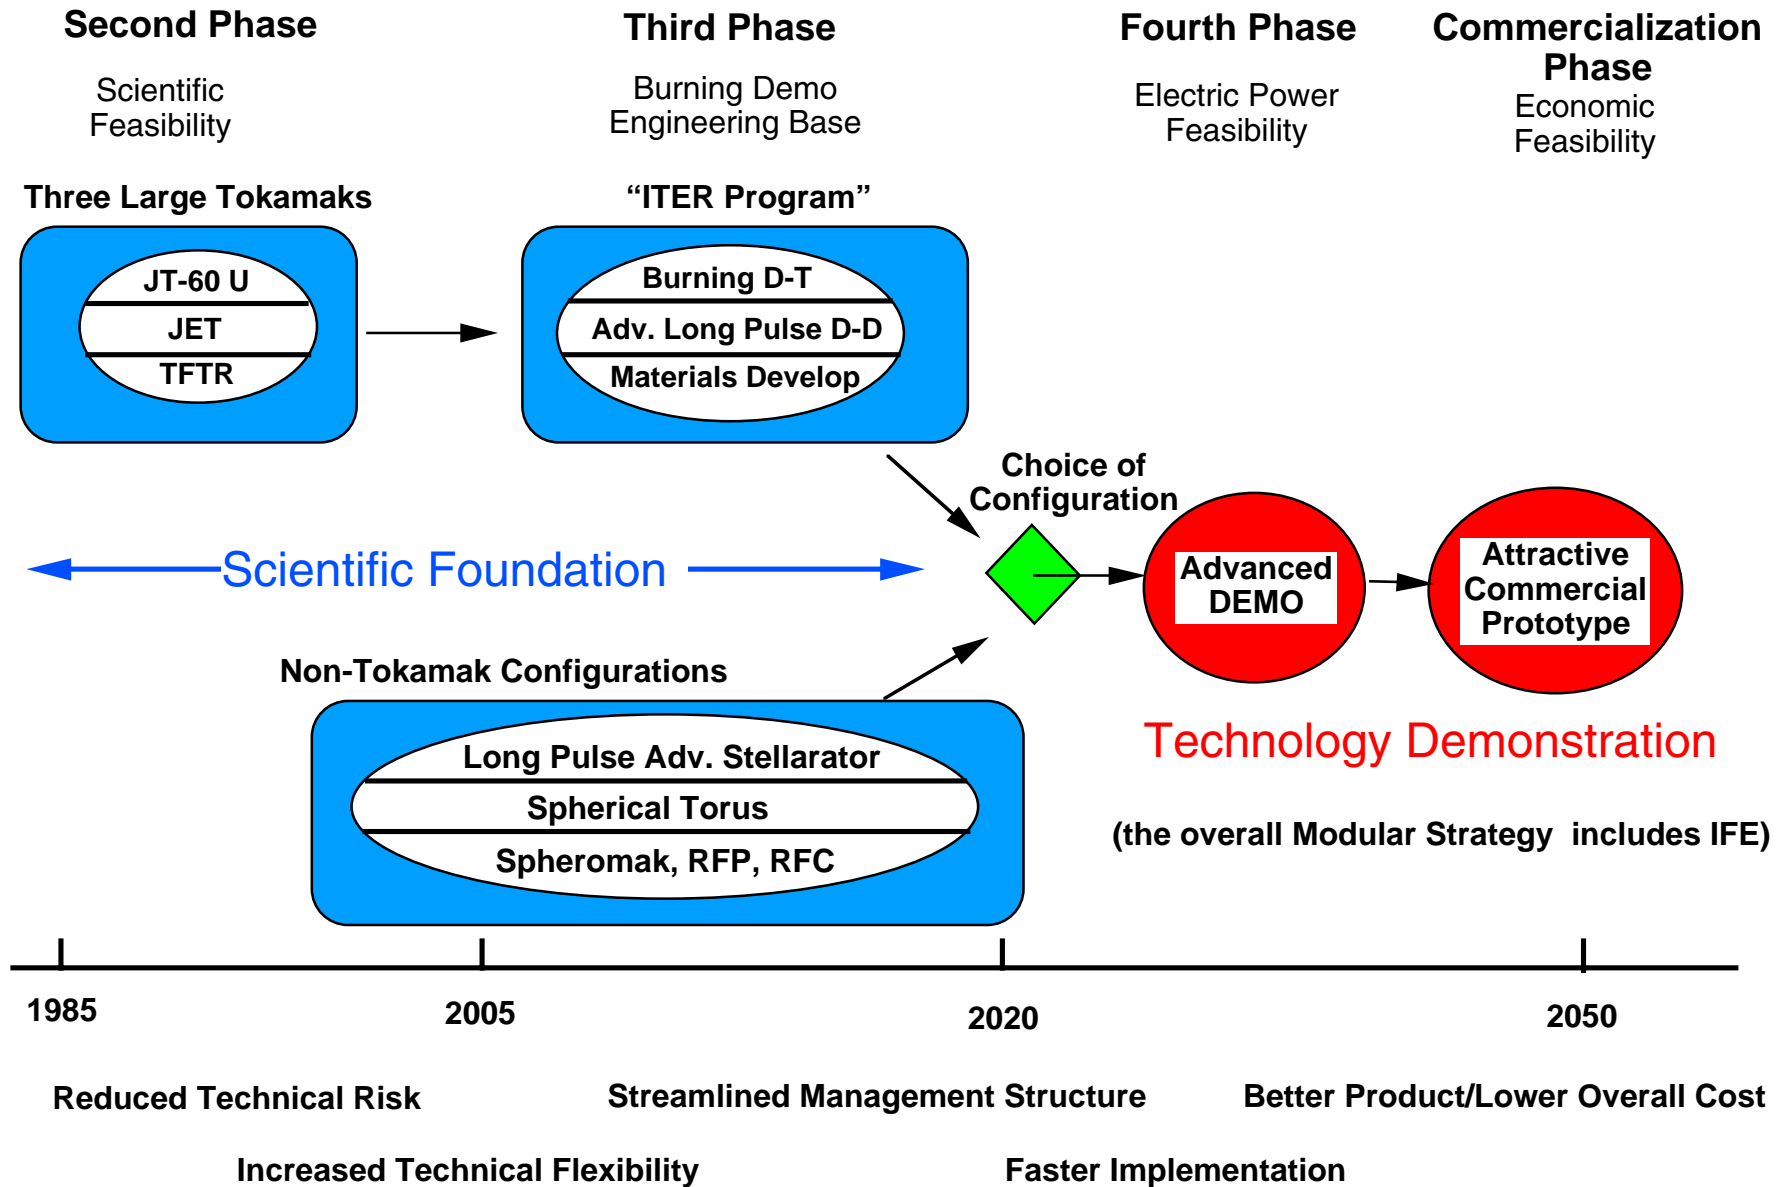 Second Phase
Third Phase
Fourth Phase
Commercialization
Phase
Scientific
Feasibility
Burning Demo
Engineering Base
Electric Power
Feasibility
Economic
Feasibility
Three Large Tokamaks
“ITER Program”
JT-60 U
JET
TFTR
Burning D-T
Adv. Long Pulse D-D
Materials Develop
Choice of
Configuration
Scientific Foundation
Advanced
DEMO
Attractive
Commercial
Prototype
Non-Tokamak Configurations
Long Pulse Adv. Stellarator
Spherical Torus
Spheromak, RFP, RFC
Technology Demonstration
(the overall Modular Strategy includes IFE)
1985
2005
2020
2050
Reduced Technical Risk
Streamlined Management Structure
Better Product/Lower Overall Cost
Increased Technical Flexibility
Faster Implementation